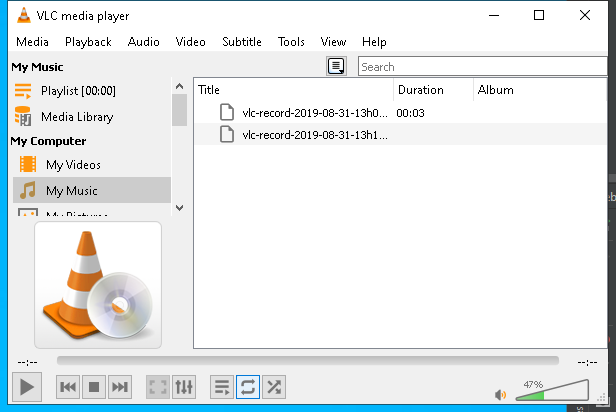 VLC media player
Media Playback Audio Video Subtitle Tools View Help
My Music
Search
Playlist [00:00]
Media Library
My Computer
My Videos
My Music
My Pictures
Title Duration Album
vlc-record-2019-08-31-13h0... 00:03
vlc-record-2019-08-31-13h1...
--:-- --:--
47%